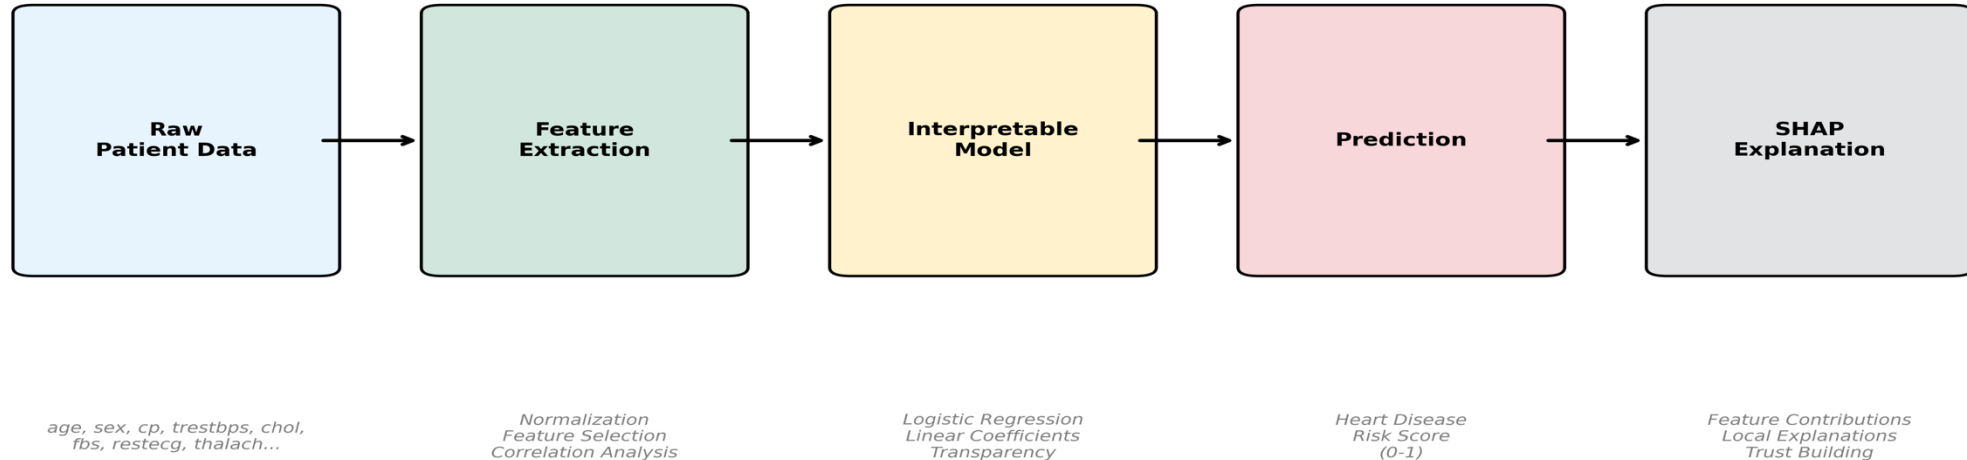 Raw
Patient Data
Feature
Extraction
Interpretable
Model
Prediction
SHAP
Explanation
age, sex, cp, trestbps, chol,
fbs, restecg, thalach...
Normalization
Feature Selection
Correlation Analysis
Logistic Regression
Linear Coefficients
Transparency
Heart Disease
Risk Score
(0-1)
Feature Contributions
Local Explanations
Trust Building